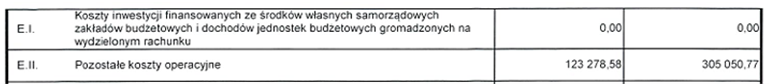 Koszty inwestycji finansowanych ze środków własnych samorządowych
E.I. zakładów budżetowych i dochodów jednostek budżetowych gromadzonych na 0,00 0,00
wydzielonym rachunku
E.II. Pozostałe koszty operacyjne 123 278,58 305 050,77